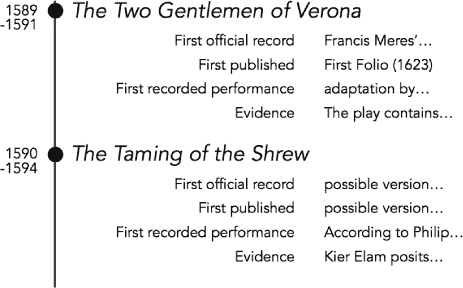 1589 The Two Gentlemen of Verona
-1591
First official record Francis Meres'...
First published First Folio (1623)
First recorded performance adaptation by...
Evidence The play contains...
1590 The Taming of the Shrew
-1594
First official record possible version...
First published possible version...
First recorded performance According to Philip...
Evidence Kier Elam posits...